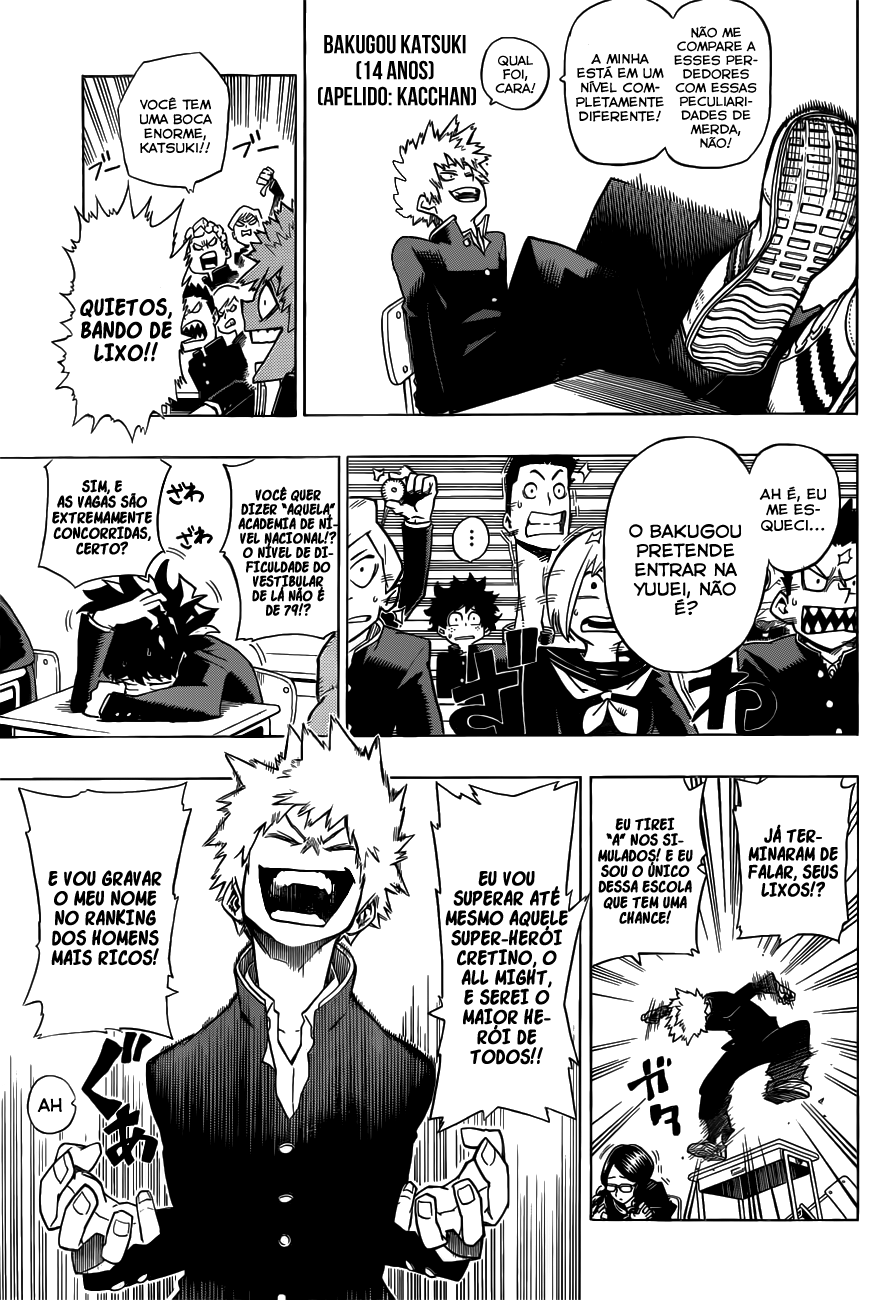 NÃO ME
COMPARE A
ESSES PER-
DEDORES
COM ESSAS
PECULIARI-
DADES DE
MERDA,
NÃO!
A MINHA
ESTÁ EM UM
NÍVEL COM-
PLETAMENTE
DIFERENTE!
QUAL
FOI,
CARA!
BAKUGOU KATSUKI
(14 ANOS)
(APELIDO: KACCHAN)
VOCÊ TEM
UMA BOCA
ENORME,
KATSUKI!!
ブー
ブー
QUIETOS,
BANDO DE
LIXO!!
AH É, EU
ME ES-
QUECI...
O BAKUGOU
PRETENDE
ENTRAR NA
YUUEI, NÃO
É?
...
ざ
わ
VOCÊ QUER
DIZER "AQUELA"
ACADEMIA DE NÍ-
VEL NACIONAL!?
O NÍVEL DE DI-
FICULDADE DO
VESTIBULAR
DE LÁ NÃO É
DE 79!?
ざわ
ざわ
SIM, E
AS VAGAS SÃO
EXTREMAMENTE
CONCORRIDAS,
CERTO?
JÁ TER-
MINARAM DE
FALAR, SEUS
LIXOS!?
EU TIREI
"A" NOS SI-
MULADOS! E EU
SOU O ÚNICO
DESSA ESCOLA
QUE TEM UMA
CHANCE!
ガタ
EU VOU
SUPERAR ATÉ
MESMO AQUELE
SUPER-HERÓI
CRETINO, O
ALL MIGHT,
E SEREI O
MAIOR HE-
RÓI DE
TODOS!!
E VOU GRAVAR
O MEU NOME
NO RANKING
DOS HOMENS
MAIS RICOS!
AH